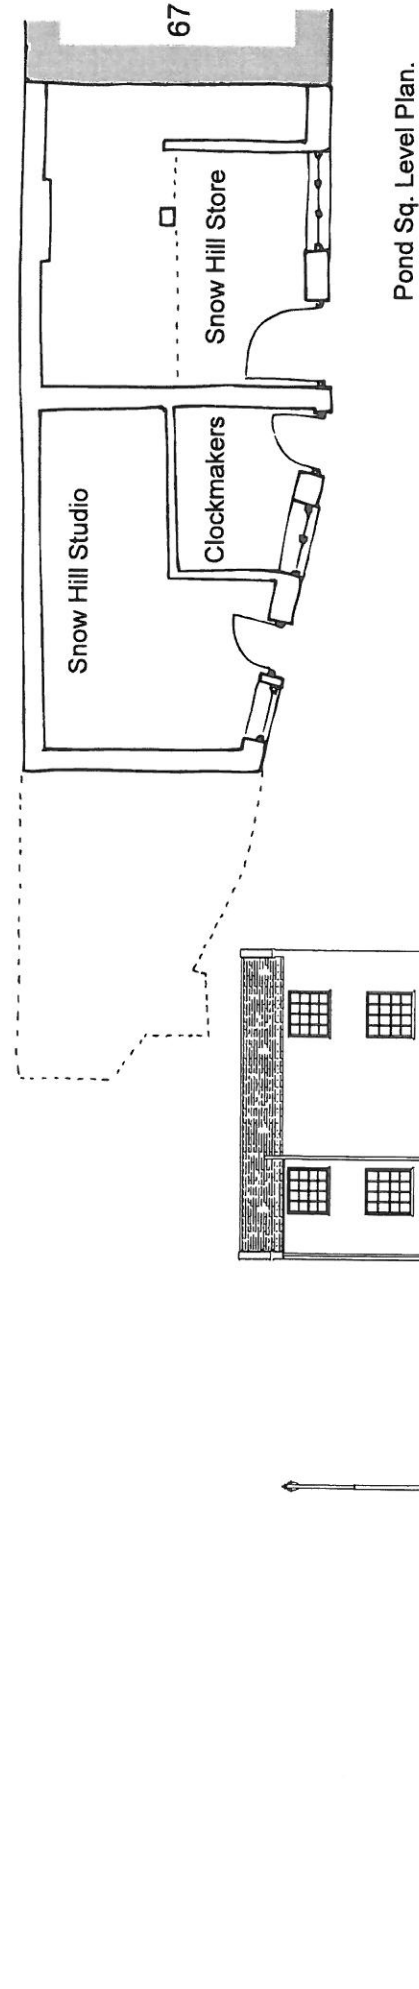 Snow Hill Studio
Clockmakers
Snow Hill Store
67
Pond Sq. Level Plan.